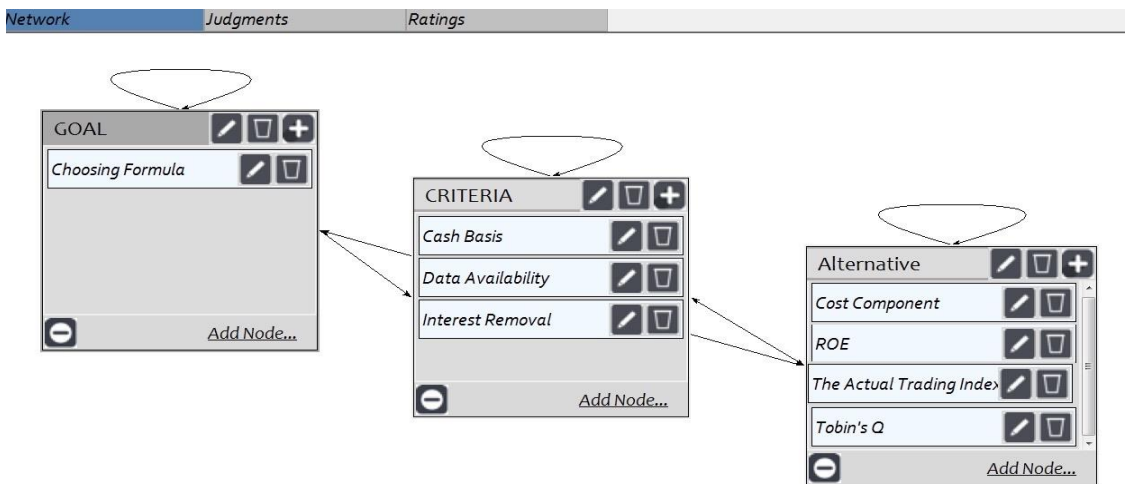 Network
Judgments
Ratings
GOAL
Choosing Formula
Add Node...
CRITERIA
Cash Basis
Data Availability
Interest Removal
Add Node...
Alternative
Cost Component
ROE
The Actual Trading Index
Tobin's Q
Add Node...